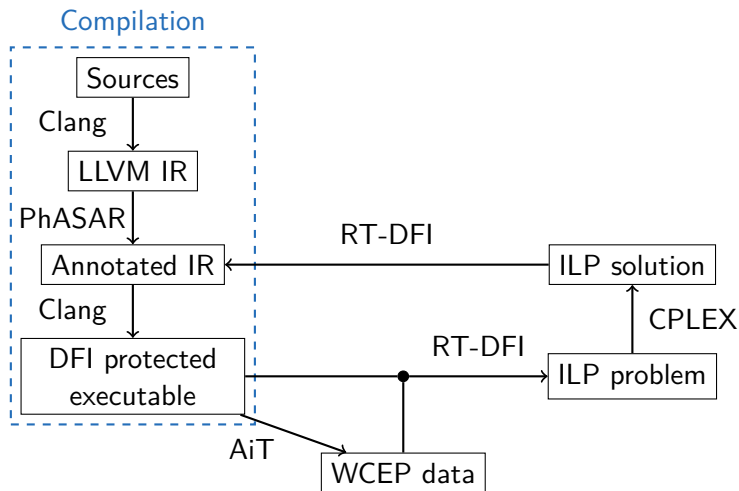 Compilation
Sources
Clang
LLVM IR
PhASAR
RT-DFI
Annotated IR
ILP solution
Clang
CPLEX
RT-DFI
DFI protected
executable
ILP problem
AiT
WCEP data